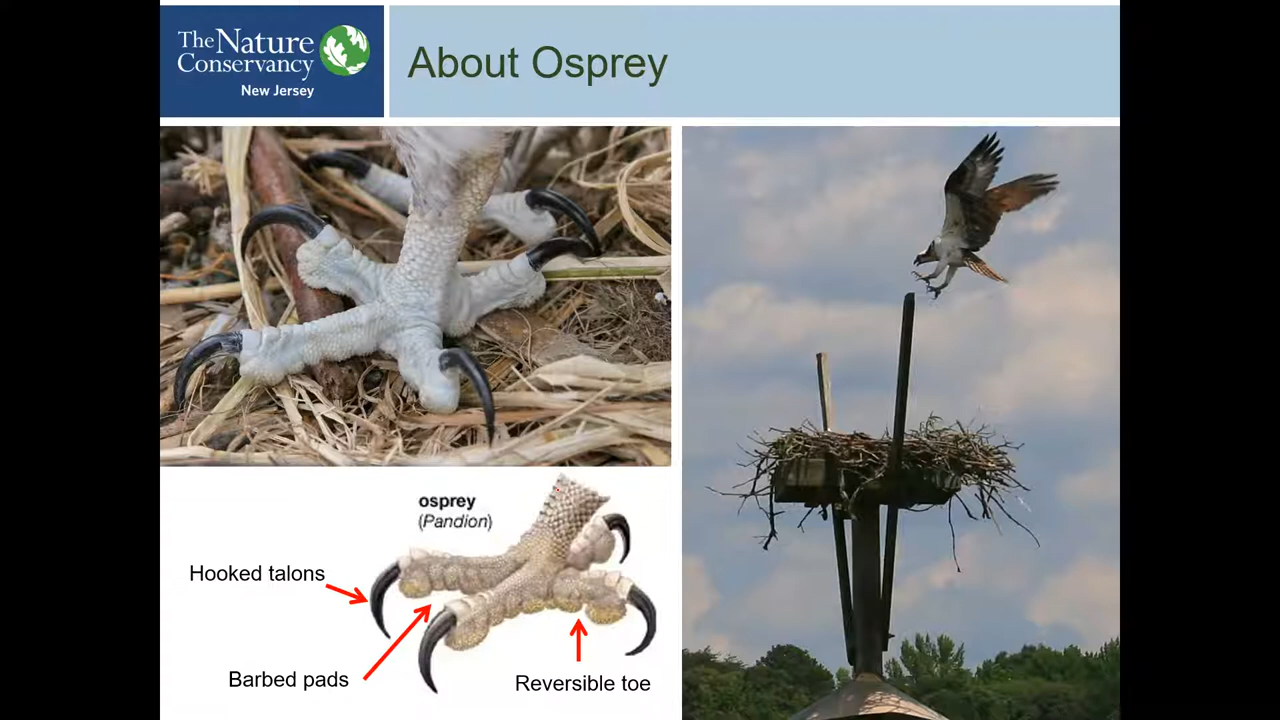 The Nature
Conservancy
New Jersey
About Osprey
osprey
(Pandion)
Hooked talons
Barbed pads
Reversible toe